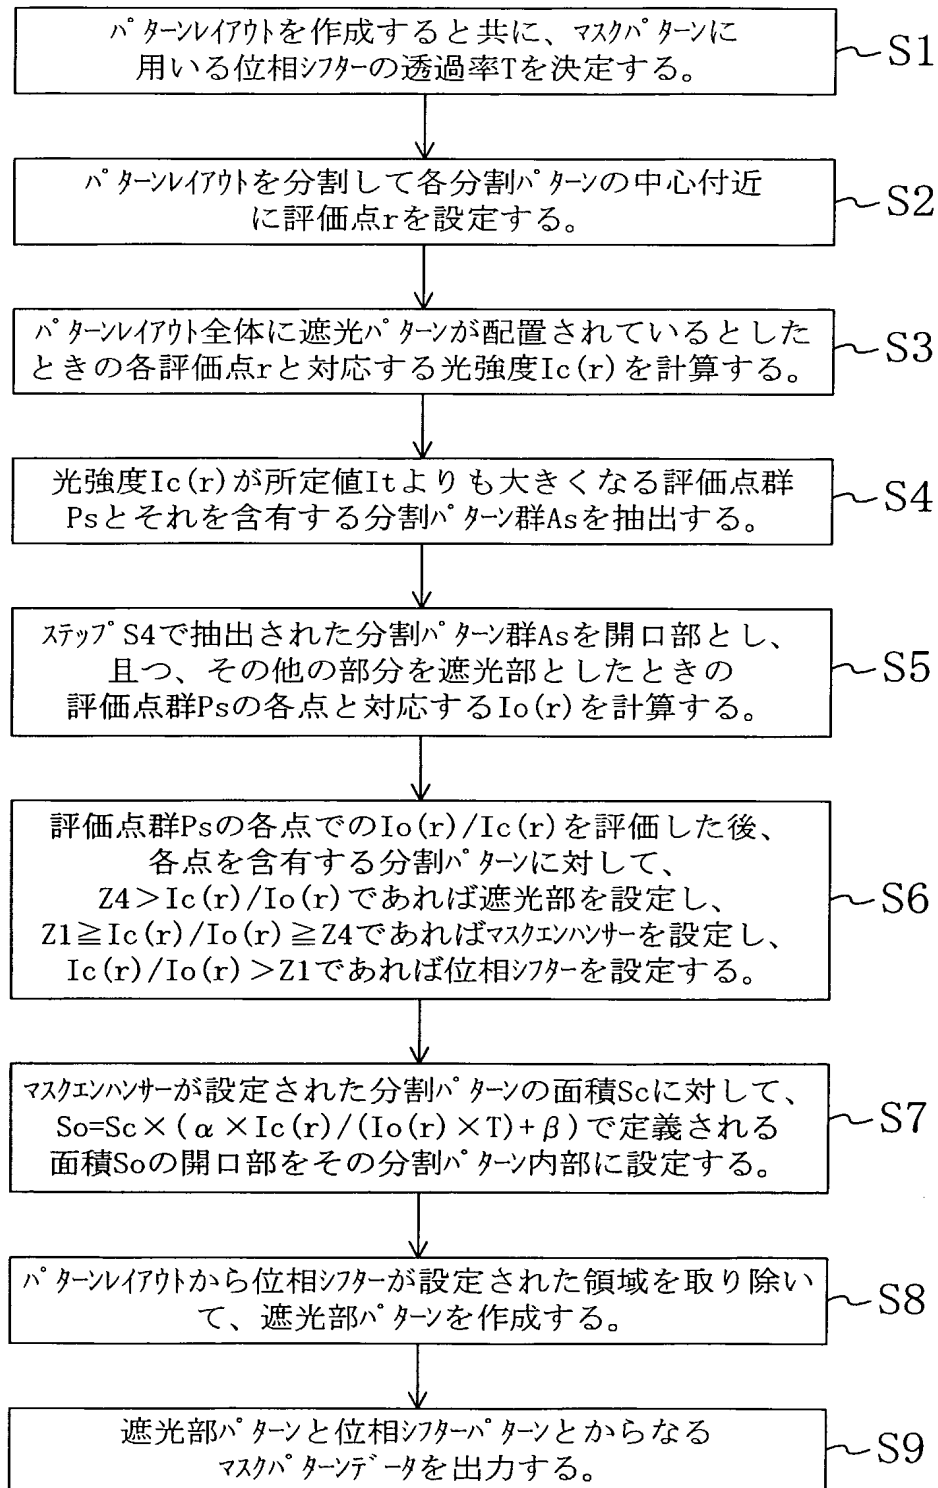 パターンレイアウトを作成すると共に、マスクパターンに
用いる位相シフターの透過率Tを決定する。
S1
パターンレイアウトを分割して各分割パターンの中心付近
に評価点rを設定する。
S2
パターンレイアウト全体に遮光パターンが配置されているとした
ときの各評価点rと対応する光強度Ic(r)を計算する。
S3
光強度Ic(r)が所定値Itよりも大きくなる評価点群
Psとそれを含有する分割パターン群Asを抽出する。
S4
ステップS4で抽出された分割パターン群Asを開口部とし、
且つ、その他の部分を遮光部としたときの
評価点群Psの各点と対応するIo(r)を計算する。
S5
評価点群Psの各点でのIo(r)/Ic(r)を評価した後、
各点を含有する分割パターンに対して、
Z4>Ic(r)/Io(r)であれば遮光部を設定し、
Z1≧Ic(r)/Io(r)≧Z4であればマスクエンハンサーを設定し、
Ic(r)/Io(r)>Z1であれば位相シフターを設定する。
S6
マスクエンハンサーが設定された分割パターンの面積Scに対して、
So=Sc×(α×Ic(r)/(Io(r)×T)+β)で定義される
面積Soの開口部をその分割パターン内部に設定する。
S7
パターンレイアウトから位相シフターが設定された領域を取り除い
て、遮光部パターンを作成する。
S8
遮光部パターンと位相シフターパターンとからなる
マスクパターンデータを出力する。
S9